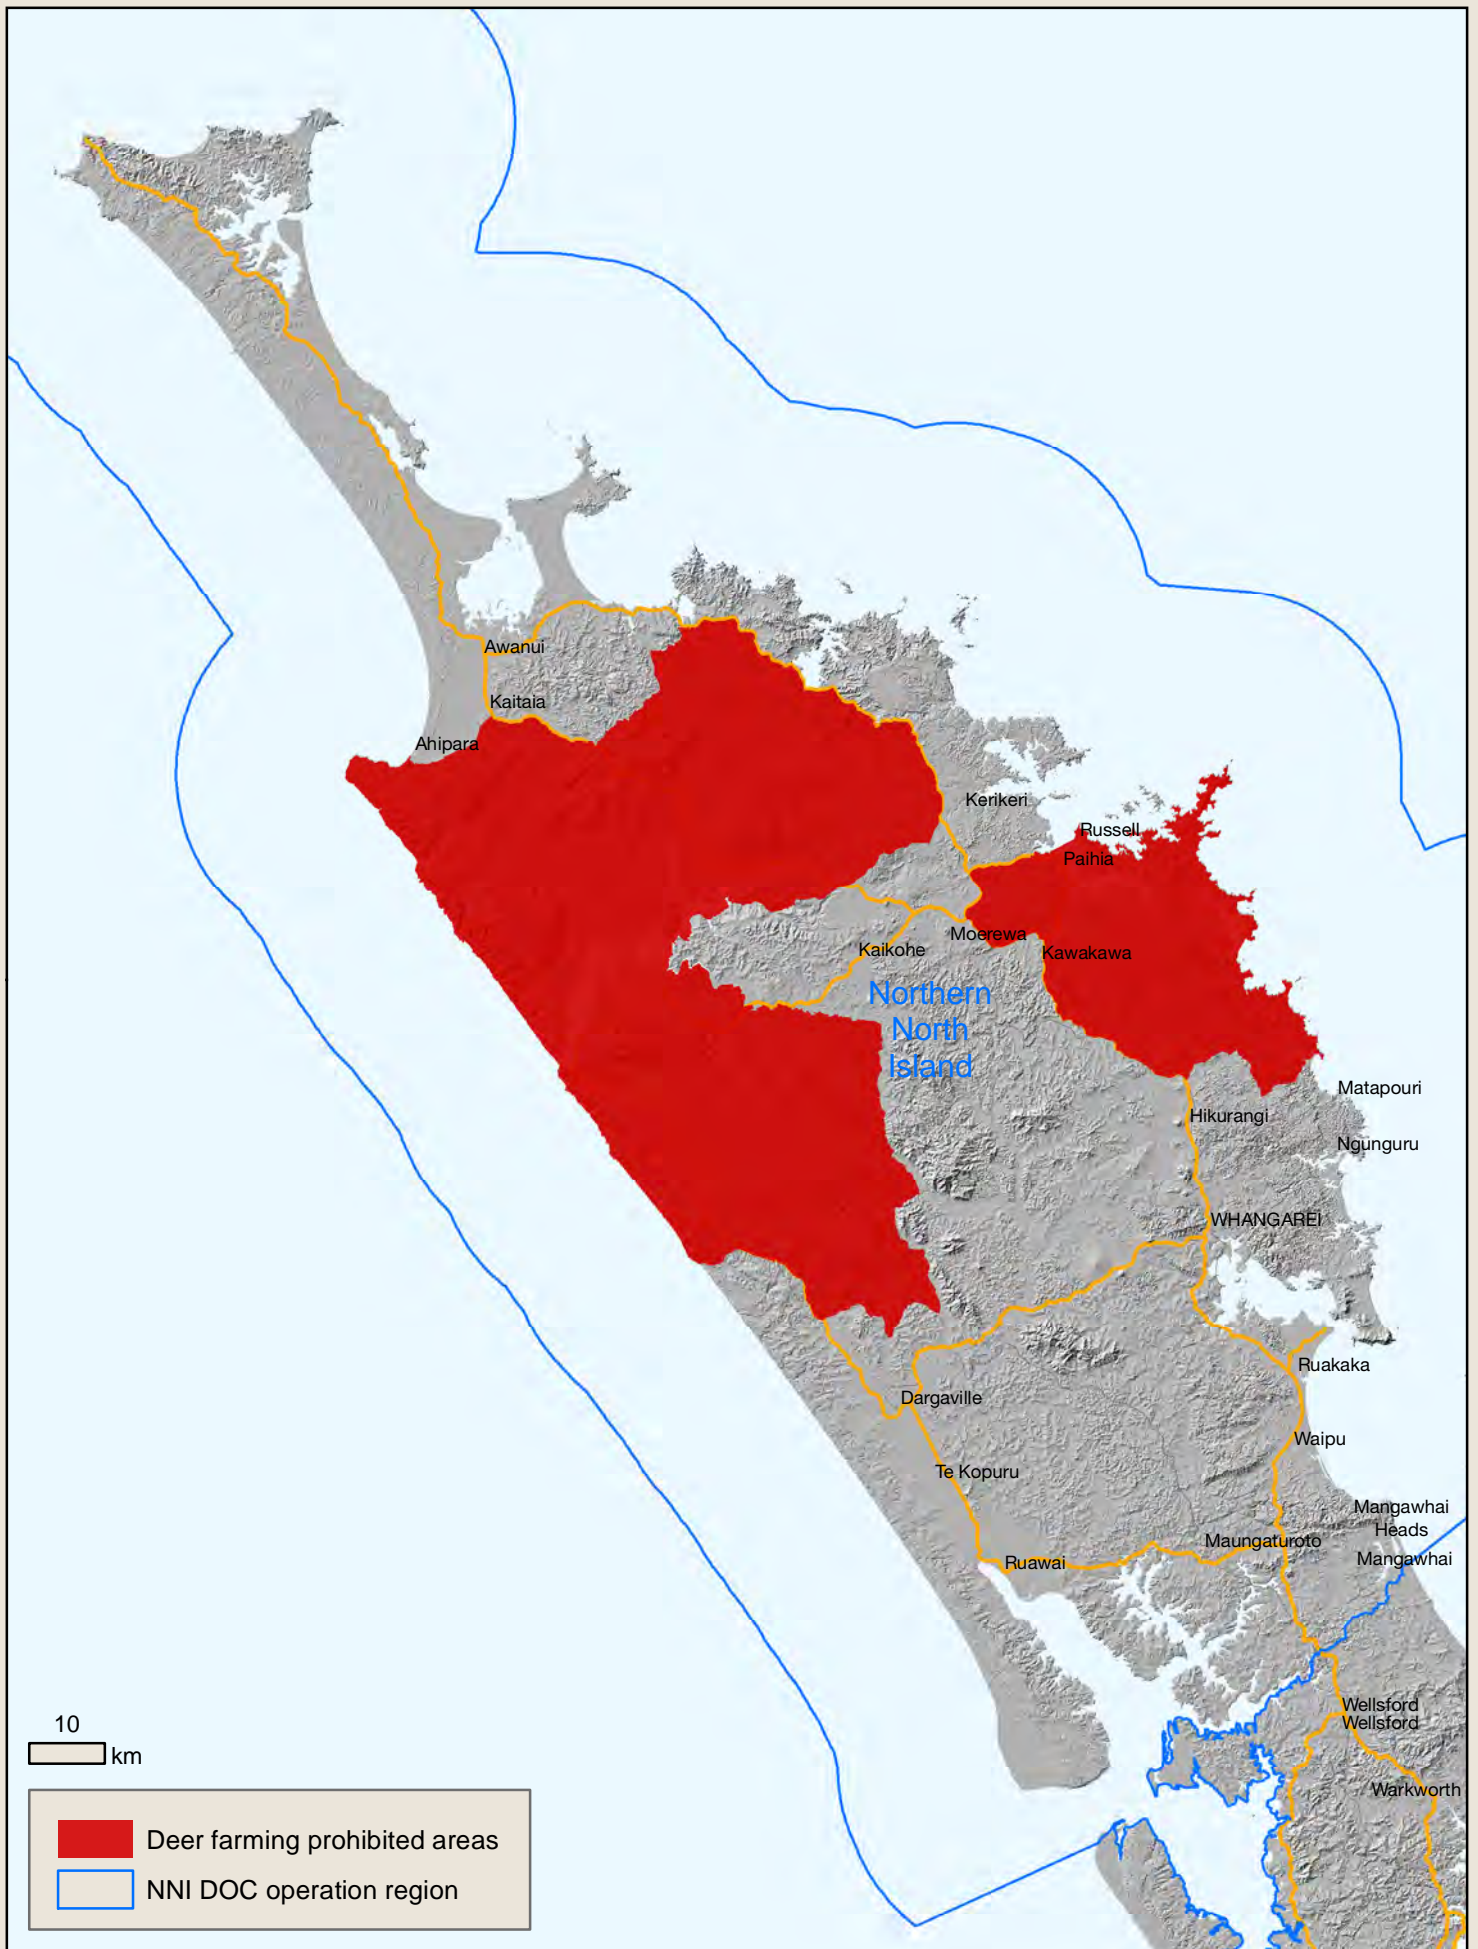 Awanui
Kaitaia
Ahipara
Kerikeri
Russell
Paihia
Moerewa
Kaikohe
Kawakawa
Northern
North
Island
Matapouri
Hikurangi
Ngunguru
WHANGAREI
Ruakaka
Dargaville
Waipu
Te Kopuru
Mangawhai
Heads
Maungaturoto
Mangawhai
Ruawai
Wellsford
Wellsford
Warkworth
10
km
Deer farming prohibited areas
NNI DOC operation region